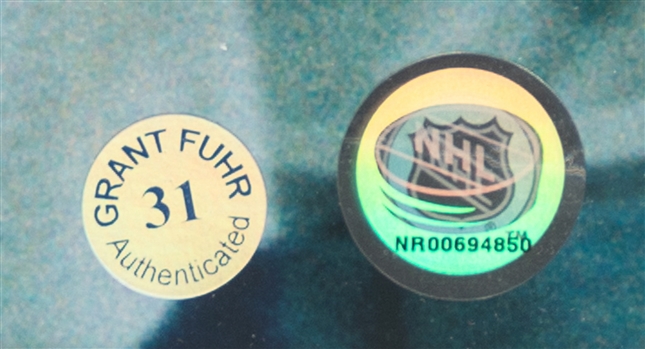 GRANT FUHR
31
Authenticated
NHL
®
TM
NR00694850